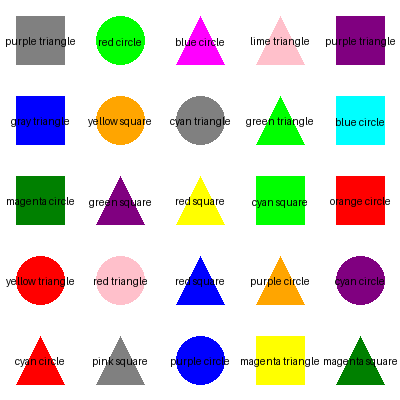 purple triangle red circle blue circle lime triangle purple triangle
gray triangle yellow square cyan triangle green triangle blue circle
magenta circle green square red square cyan square orange circle
yellow triangle red triangle red square purple circle cyan circle
cyan circle pink square purple circle magenta triangle magenta square